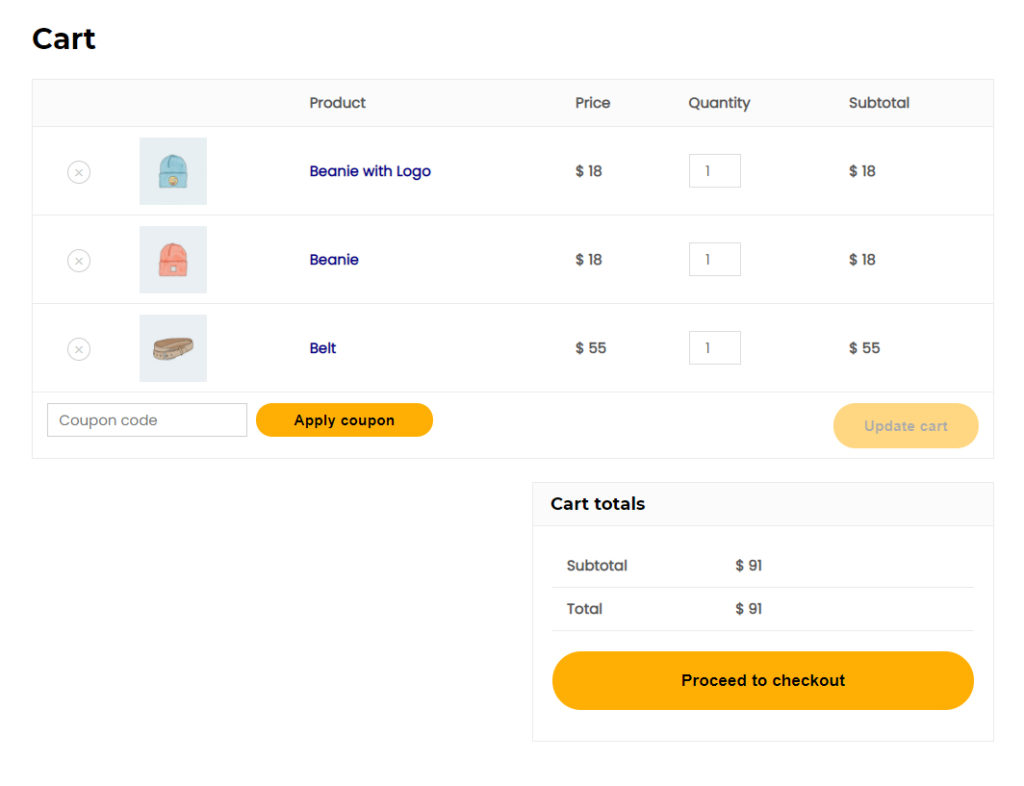 Cart
Product Price Quantity Subtotal
Beanie with Logo $ 18 1 $ 18
Beanie $ 18 1 $ 18
Belt $ 55 1 $ 55
Coupon code Apply coupon Update cart
Cart totals
Subtotal $ 91
Total $ 91
Proceed to checkout